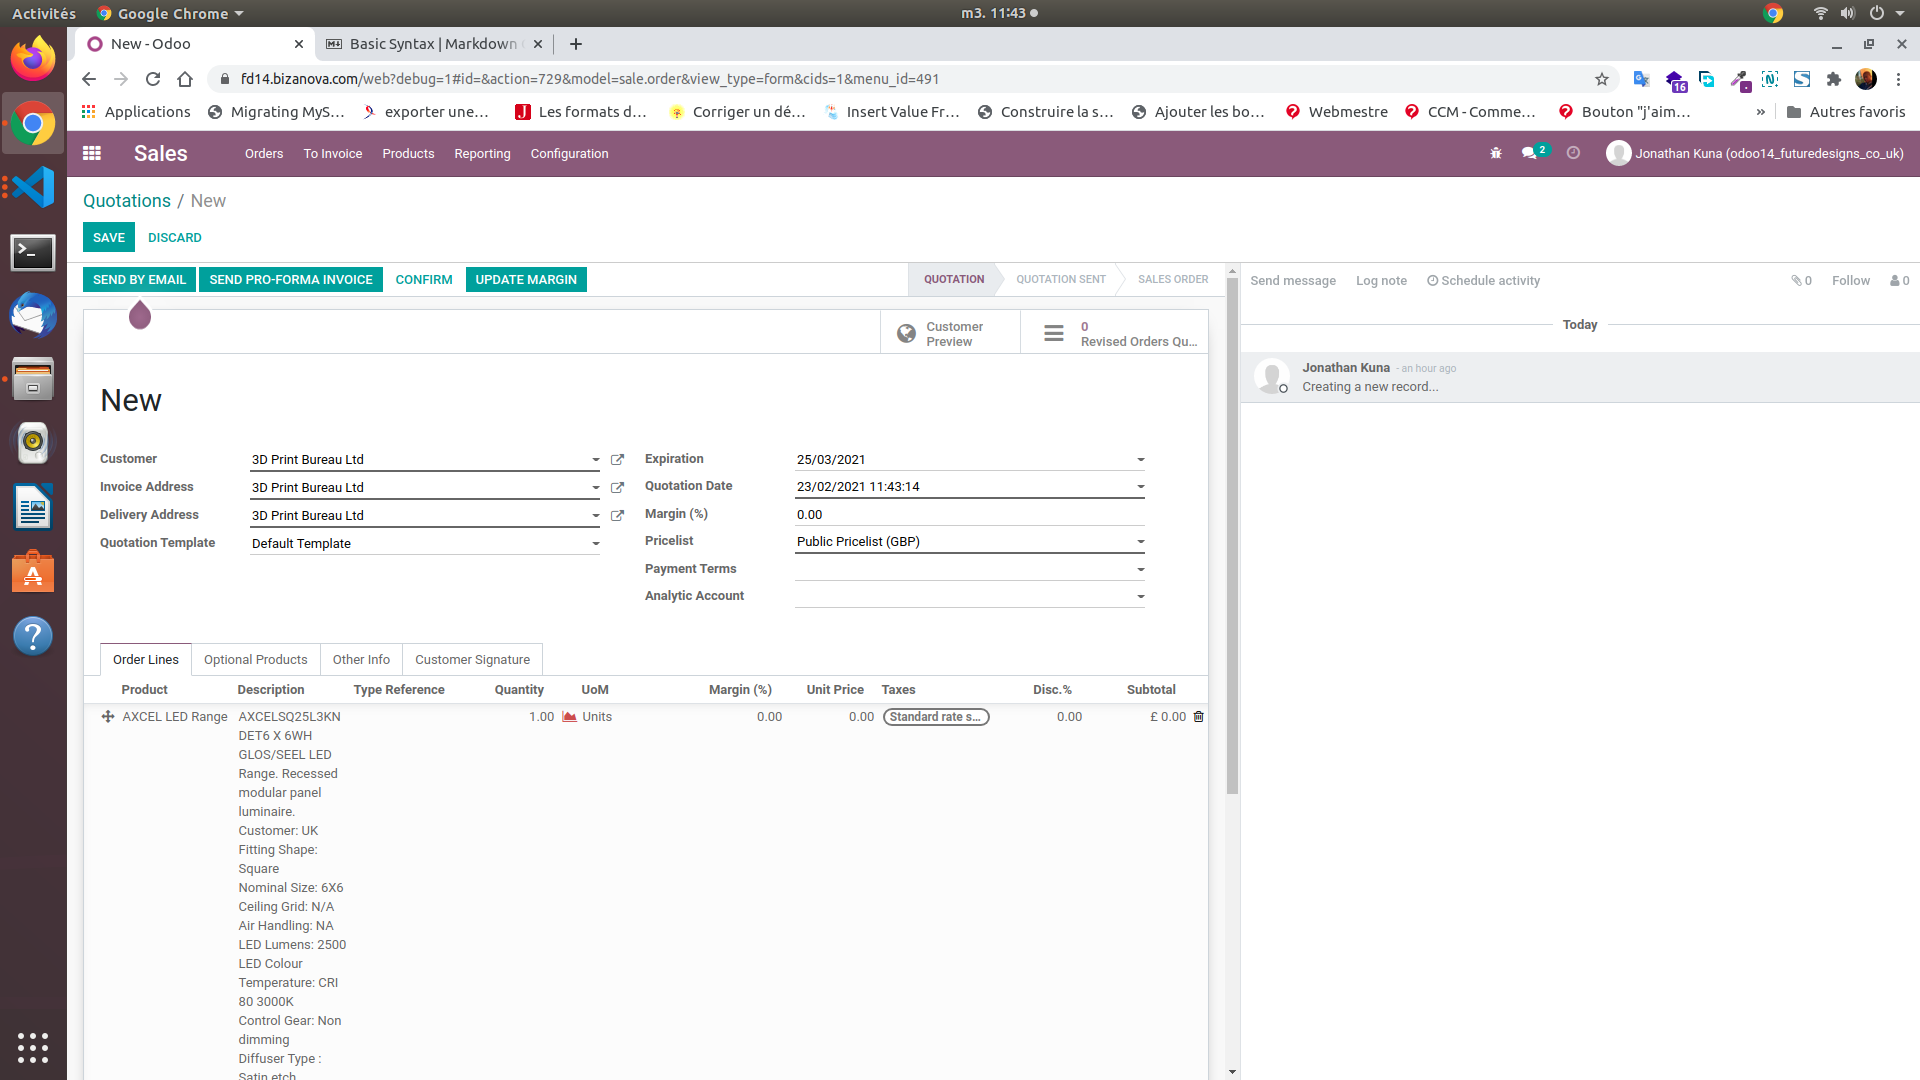 Activités
Google Chrome
m3. 11:43
New - Odoo
Basic Syntax | Markdown
fd14.bizanova.com/web?debug=1#id=&action=729&model=sale.order&view_type=form&cids=1&menu_id=491
16
Applications
Migrating MyS…
exporter une…
Les formats d…
Corriger un dé…
Insert Value Fr…
Construire la s…
Ajouter les bo…
Webmestre
CCM - Comme…
Bouton "j'aim…
»
Autres favoris
Sales
Orders
To Invoice
Products
Reporting
Configuration
2
Jonathan Kuna (odoo14_futuredesigns_co_uk)
Quotations / New
SAVE
DISCARD
SEND BY EMAIL
SEND PRO-FORMA INVOICE
CONFIRM
UPDATE MARGIN
QUOTATION
QUOTATION SENT
SALES ORDER
Send message
Log note
Schedule activity
0
Follow
0
Customer Preview
0
Revised Orders Qu...
Today
Jonathan Kuna - an hour ago
Creating a new record...
New
Customer
3D Print Bureau Ltd
Invoice Address
3D Print Bureau Ltd
Delivery Address
3D Print Bureau Ltd
Quotation Template
Default Template
Expiration
25/03/2021
Quotation Date
23/02/2021 11:43:14
Margin (%)
0.00
Pricelist
Public Pricelist (GBP)
Payment Terms
Analytic Account
Order Lines
Optional Products
Other Info
Customer Signature
Product
Description
Type Reference
Quantity
UoM
Margin (%)
Unit Price
Taxes
Disc.%
Subtotal
AXCEL LED Range
AXCELSQ25L3KN
DET6 X 6WH
GLOS/SEEL LED
Range. Recessed
modular panel
luminaire.
Customer: UK
Fitting Shape:
Square
Nominal Size: 6X6
Ceiling Grid: N/A
Air Handling: NA
LED Lumens: 2500
LED Colour
Temperature: CRI
80 3000K
Control Gear: Non
dimming
Diffuser Type :
Satin etch
1.00
Units
0.00
0.00
Standard rate s...
0.00
£ 0.00